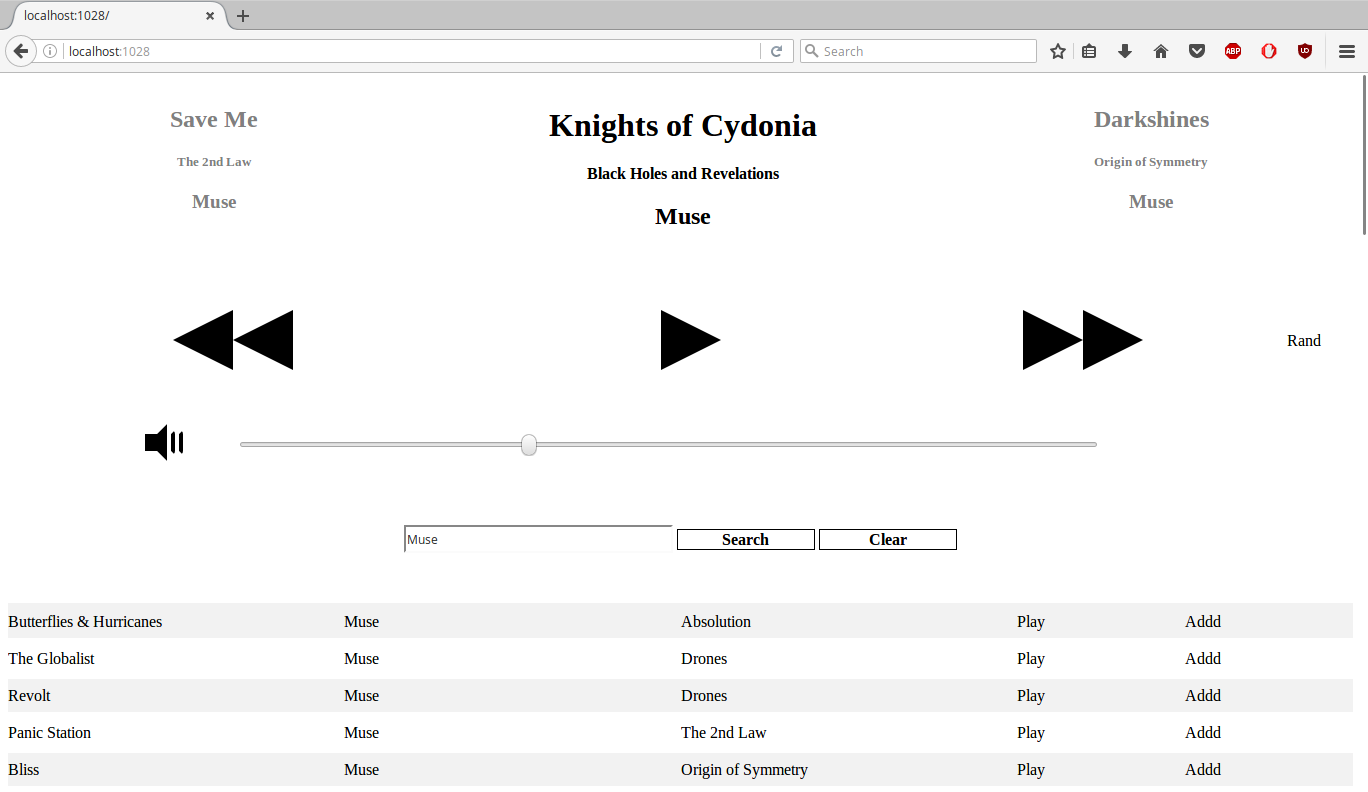 localhost:1028/
localhost:1028
Search
Save Me
The 2nd Law
Muse
Knights of Cydonia
Black Holes and Revelations
Muse
Darkshines
Origin of Symmetry
Muse
Rand
Muse Search Clear
Butterflies & Hurricanes Muse Absolution Play Addd
The Globalist Muse Drones Play Addd
Revolt Muse Drones Play Addd
Panic Station Muse The 2nd Law Play Addd
Bliss Muse Origin of Symmetry Play Addd
ABP
UO